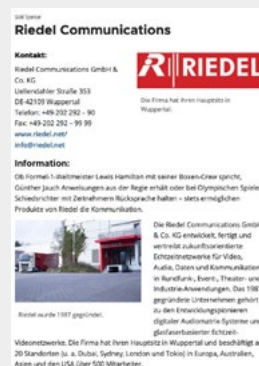 Gold Sponsor
Riedel Communications
Kontakt:
Riedel Communications GmbH &
Co. KG
Uellendahler Straße 353
DE-42109 Wuppertal
Telefon: +49-202 292 – 90
Fax: +49-202 292 – 99 99
www.riedel.net/
info@riedel.net
RIEDEL
Die Firma hat ihren Hauptsitz in
Wuppertal.
Information:
Ob Formel-1-Weltmeister Lewis Hamilton mit seiner Boxen-Crew spricht,
Günther Jauch Anweisungen aus der Regie erhält oder bei Olympischen Spielen
Schiedsrichter mit Zeitnehmern Rücksprache halten – stets ermöglichen
Produkte von Riedel die Kommunikation.
Riedel wurde 1987 gegründet.
Die Riedel Communications GmbH
& Co. KG entwickelt, fertigt und
vertreibt zukunftsorientierte
Echtzeitnetzwerke für Video,
Audio, Daten und Kommunikation
in Rundfunk-, Event-, Theater- und
Industrie-Anwendungen. Das 1987
gegründete Unternehmen gehört
zu den Entwicklungspionieren
digitaler Audiomatrix-Systeme und
glasfaserbasierter Echtzeit-
Videonetzwerke. Die Firma hat ihren Hauptsitz in Wuppertal und beschäftigt an
20 Standorten (u. a. Dubai, Sydney, London und Tokio) in Europa, Australien,
Asien und den USA über 500 Mitarbeiter.